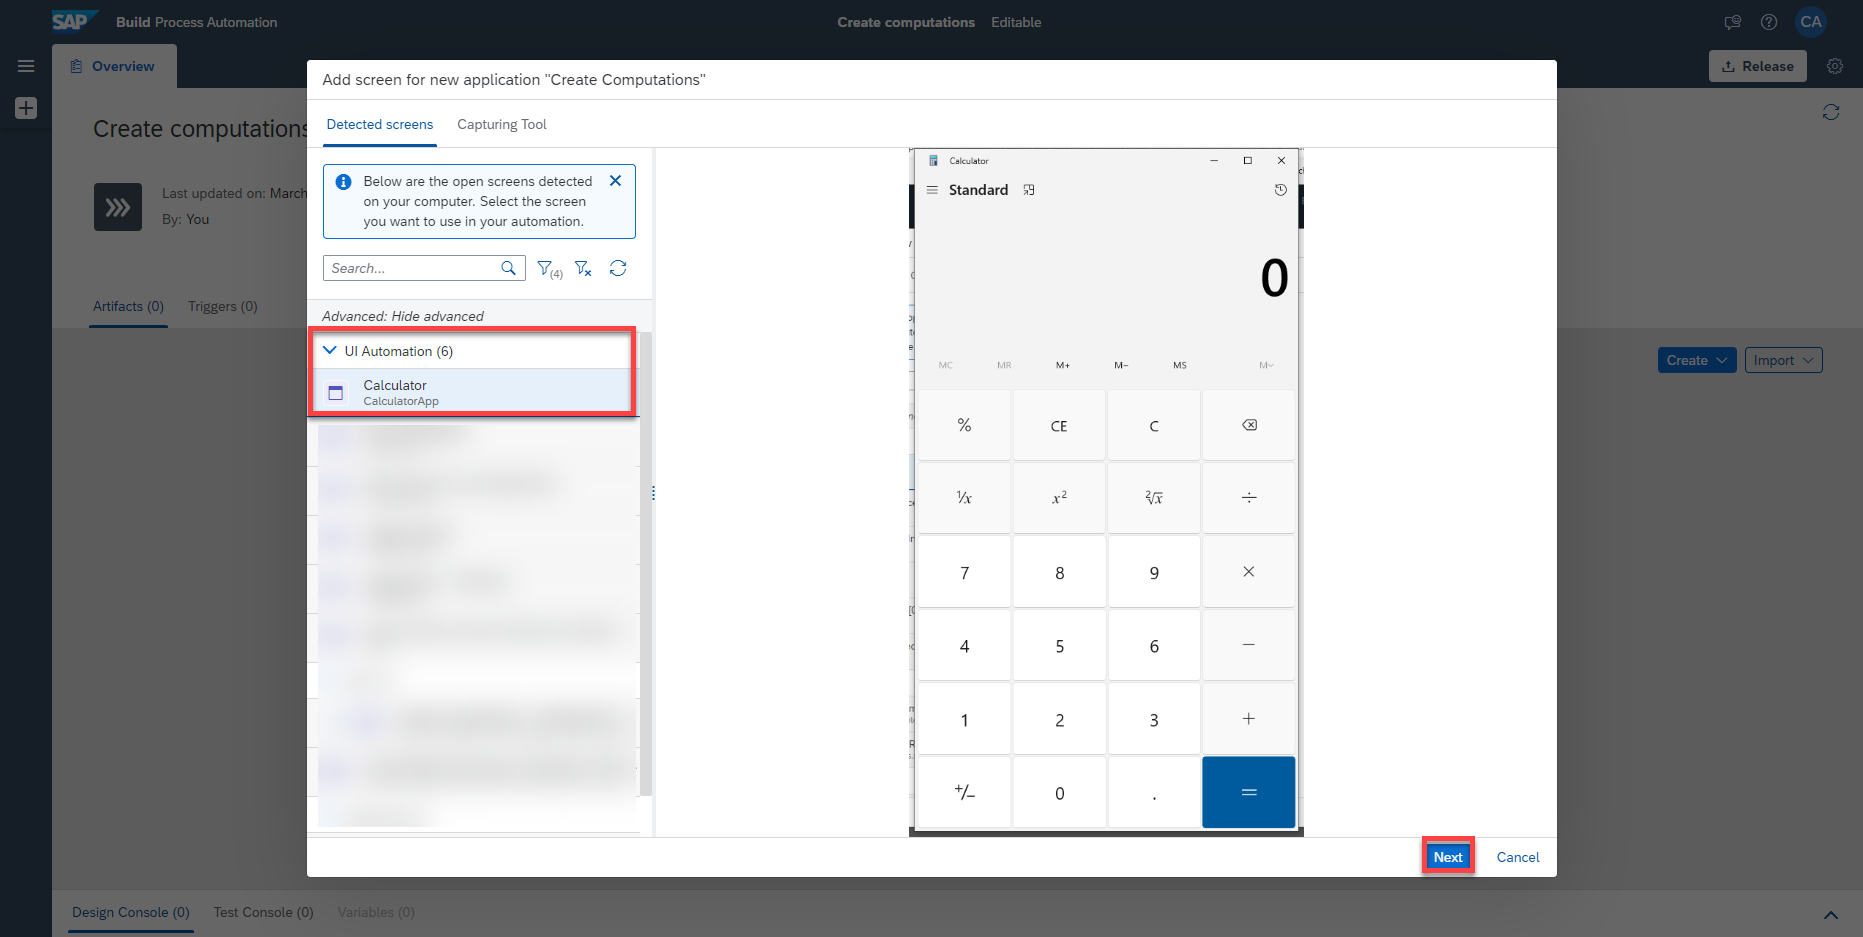 SAP Build Process Automation
Create computations Editable
CA
Overview
Release
Create computations
Last updated on: March
By: You
Artifacts (0) Triggers (0)
Create Import
Add screen for new application "Create Computations"
Detected screens Capturing Tool
Below are the open screens detected
on your computer. Select the screen
you want to use in your automation.
Search... (4)
Advanced: Hide advanced
UI Automation (6)
Calculator
CalculatorApp
Calculator
Standard
0
MC MR M+ M− MS M
% CE C
1/x x² ²√x ÷
7 8 9 ×
4 5 6 −
1 2 3 +
+/− 0 . =
Next Cancel
Design Console (0) Test Console (0) Variables (0)